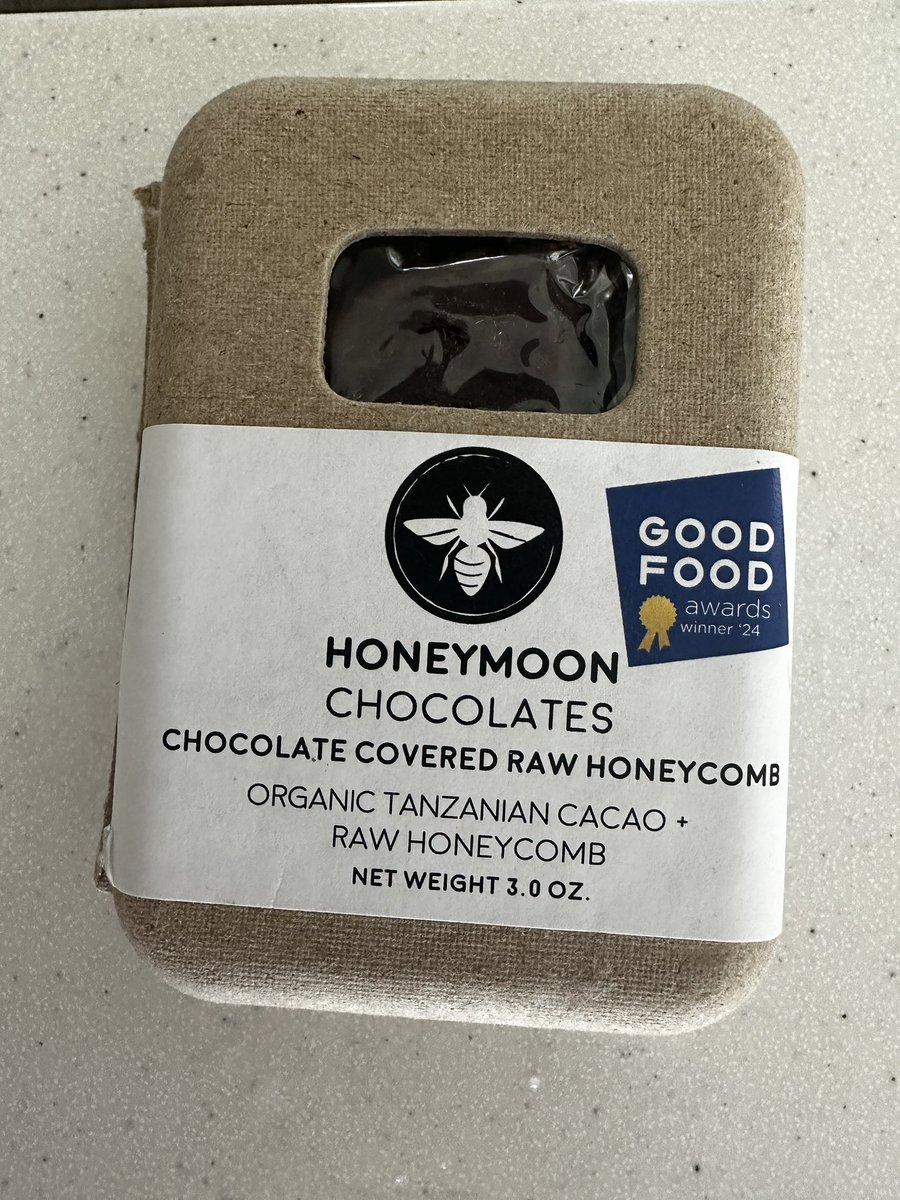 GOOD
FOOD
awards
winner '24
HONEYMOON
CHOCOLATES
CHOCOLATE COVERED RAW HONEYCOMB
ORGANIC TANZANIAN CACAO +
RAW HONEYCOMB
NET WEIGHT 3.0 OZ.